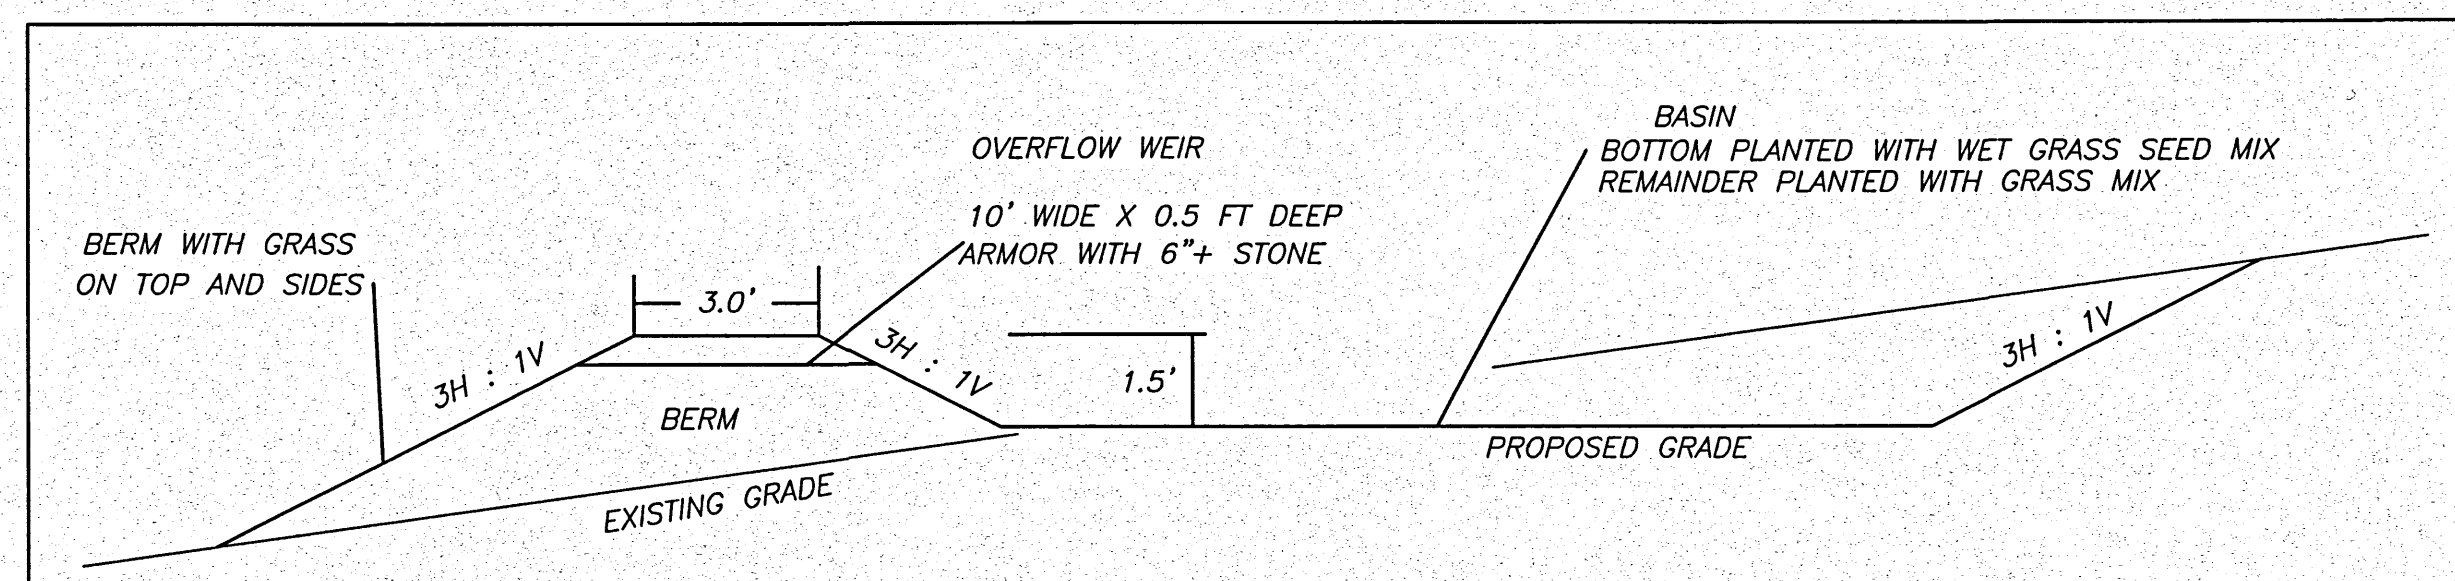 BASIN
BOTTOM PLANTED WITH WET GRASS SEED MIX
REMAINDER PLANTED WITH GRASS MIX
OVERFLOW WEIR
10' WIDE X 0.5 FT DEEP
ARMOR WITH 6"+ STONE
BERM WITH GRASS
ON TOP AND SIDES
3.0'
3H : 1V
3H : 1V
1.5'
3H : 1V
BERM
PROPOSED GRADE
EXISTING GRADE